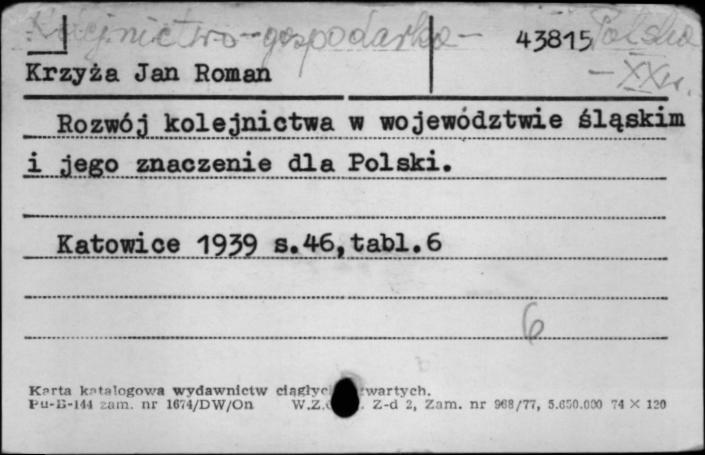 Kolejnictwo - gospodarka - Polska
43815
- XXw.
Krzyża Jan Roman
Rozwój kolejnictwa w województwie śląskim
i jego znaczenie dla Polski.
Katowice 1939 s.46,tabl.6
6
Karta katalogowa wydawnictw ciągłyc wartych.
Pu-B-144 zam. nr 1674/DW/On W.Z. Z-d 2, Zam. nr 968/77, 5.650.000 74 × 120